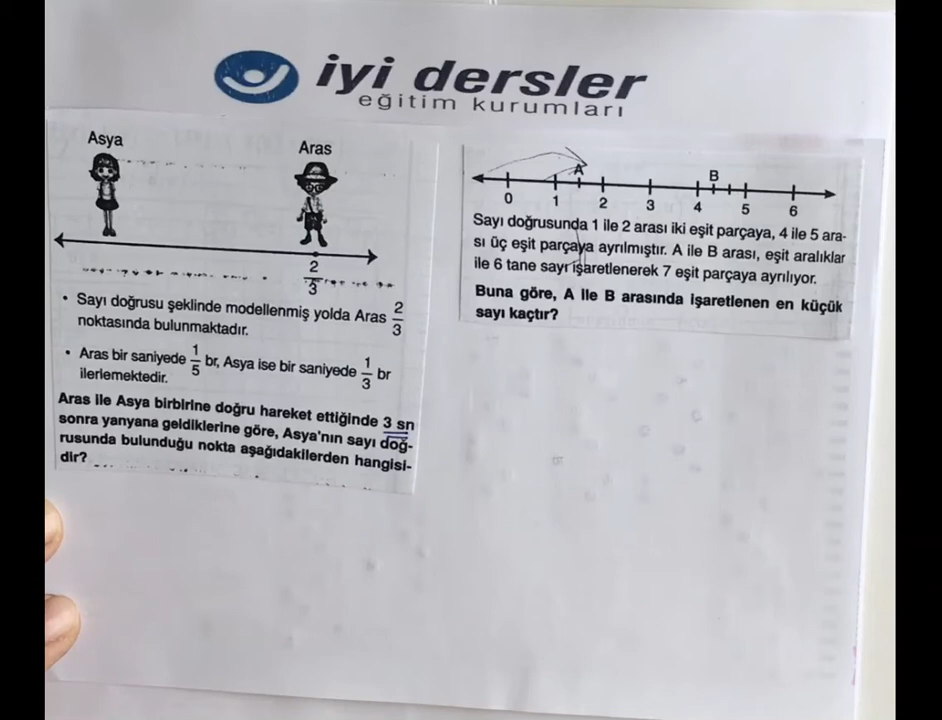 iyi dersler
eğitim kurumları
Asya
Aras
2
3
• Sayı doğrusu şeklinde modellenmiş yolda Aras 2/3
noktasında bulunmaktadır.
• Aras bir saniyede 1/5 br, Asya ise bir saniyede 1/3 br
ilerlemektedir.
Aras ile Asya birbirine doğru hareket ettiğinde 3 sn
sonra yanyana geldiklerine göre, Asya'nın sayı doğ-
rusunda bulunduğu nokta aşağıdakilerden hangisi-
dir?
A B
0 1 2 3 4 5 6
Sayı doğrusunda 1 ile 2 arası iki eşit parçaya, 4 ile 5 ara-
sı üç eşit parçaya ayrılmıştır. A ile B arası, eşit aralıklar
ile 6 tane sayı işaretlenerek 7 eşit parçaya ayrılıyor.
Buna göre, A ile B arasında işaretlenen en küçük
sayı kaçtır?